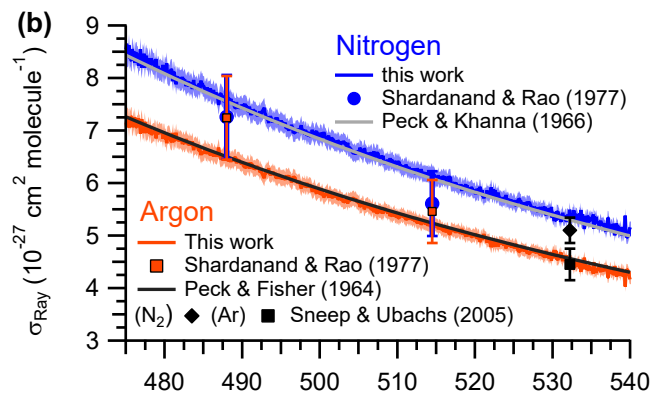 (b)
σRay (10⁻²⁷ cm² molecule⁻¹)
9
8
7
6
5
4
3
Nitrogen
this work
Shardanand & Rao (1977)
Peck & Khanna (1966)
Argon
This work
Shardanand & Rao (1977)
Peck & Fisher (1964)
(N₂) ◆ (Ar) ■ Sneep & Ubachs (2005)
480 490 500 510 520 530 540